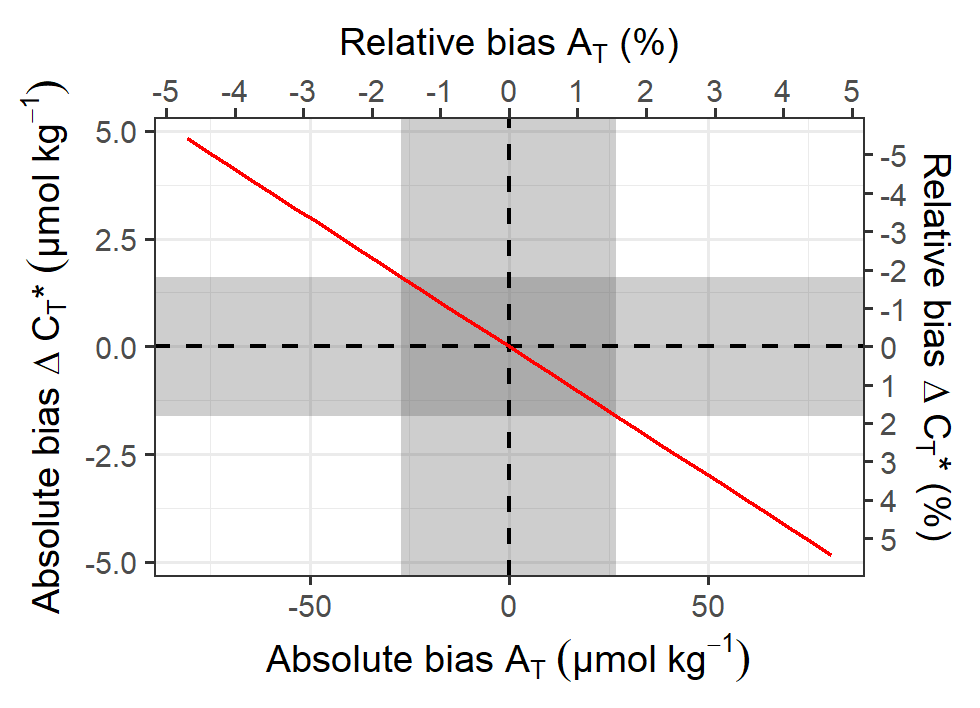 Relative bias A_T (%)
-5 -4 -3 -2 -1 0 1 2 3 4 5
Absolute bias Δ C_T* (μmol kg⁻¹)
5.0
2.5
0.0
-2.5
-5.0
-5
-4
-3
-2
-1
0
1
2
3
4
5
Relative bias Δ C_T* (%)
-50 0 50
Absolute bias A_T (μmol kg⁻¹)